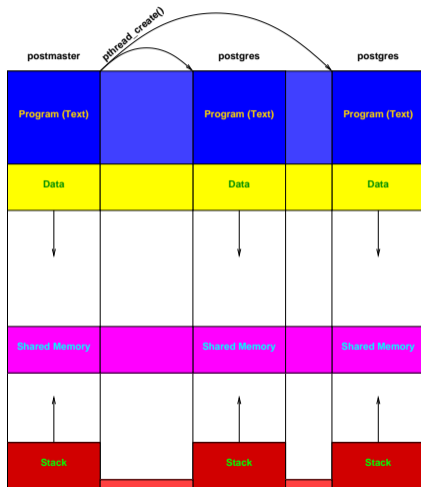 pthread_create()
postmaster postgres postgres
Program (Text) Program (Text) Program (Text)
Data Data Data
Shared Memory Shared Memory Shared Memory
Stack Stack Stack